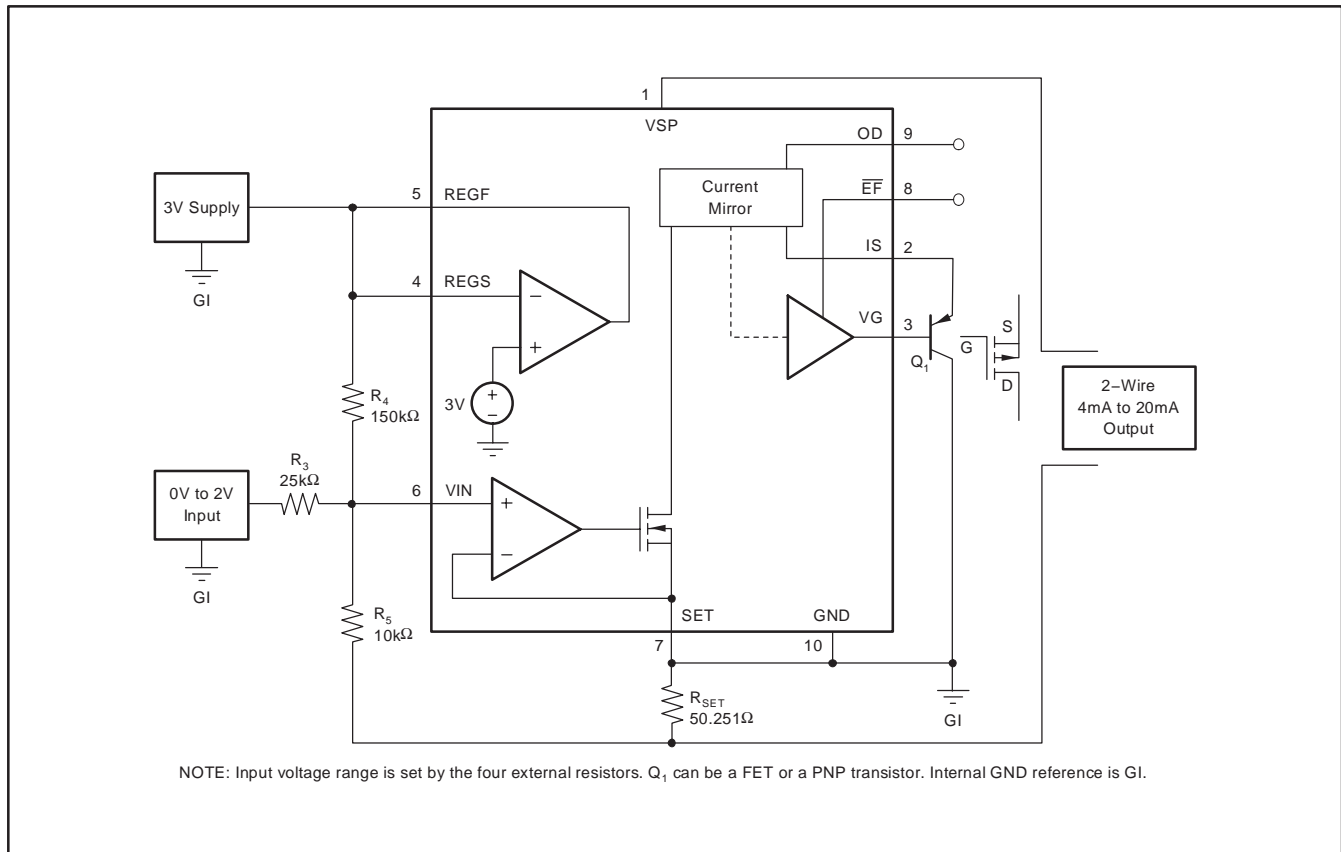 1
VSP
OD 9
EF 8
Current
Mirror
IS 2
VG 3
G
S
D
Q1
2−Wire
4mA to 20mA
Output
3V Supply
GI
5 REGF
4 REGS
−
+
3V
+
−
R4
150kΩ
R3
25kΩ
0V to 2V
Input
GI
6 VIN
+
−
R5
10kΩ
SET
GND
7
10
RSET
50.251Ω
GI
NOTE: Input voltage range is set by the four external resistors. Q1 can be a FET or a PNP transistor. Internal GND reference is GI.